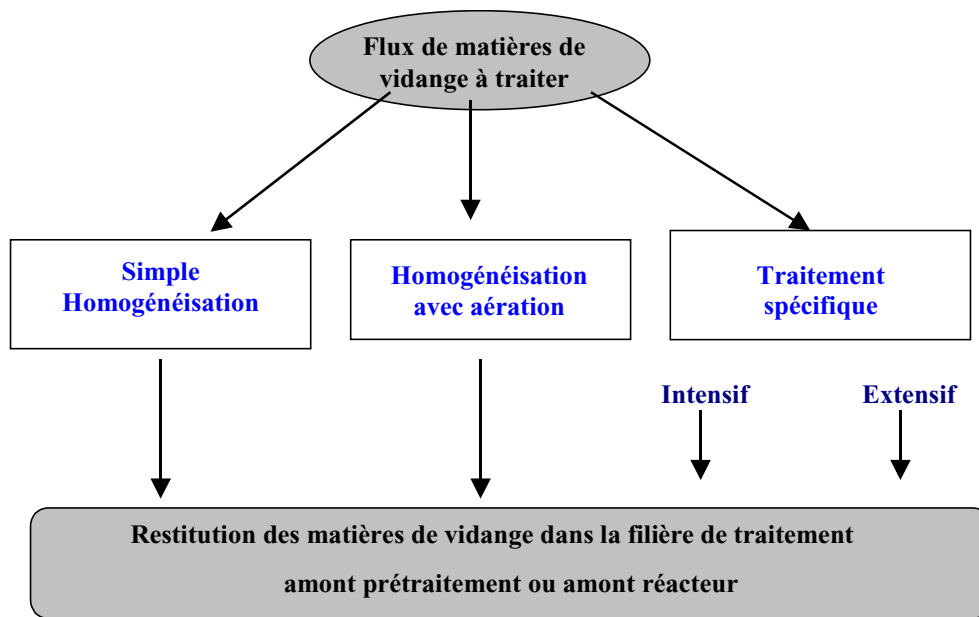 Flux de matières de
vidange à traiter
Simple
Homogénéisation
Homogénéisation
avec aération
Traitement
spécifique
Intensif
Extensif
Restitution des matières de vidange dans la filière de traitement
amont prétraitement ou amont réacteur